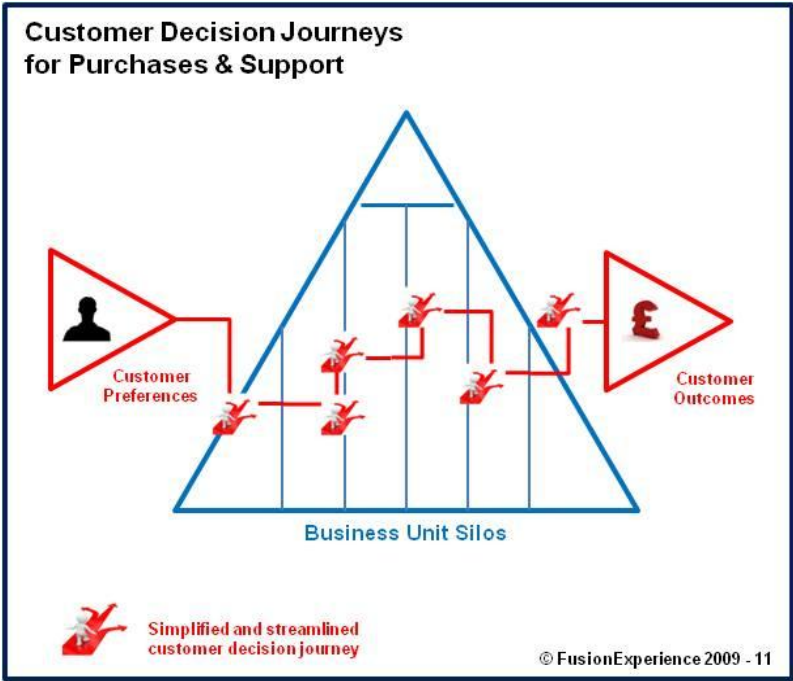 Customer Decision Journeys
for Purchases & Support
Customer
Preferences
£
Customer
Outcomes
Business Unit Silos
Simplified and streamlined
customer decision journey
© FusionExperience 2009 - 11